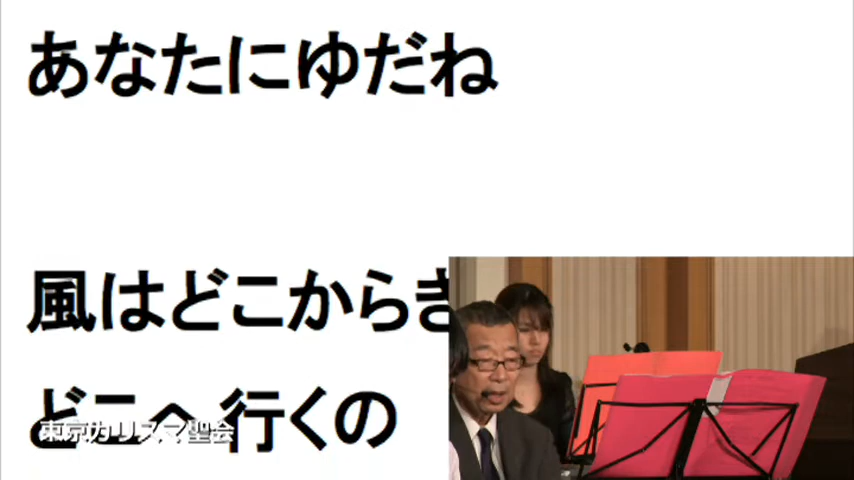 あなたにゆだね
風はどこからき
どこへ 行くの
東京カリスマ聖会